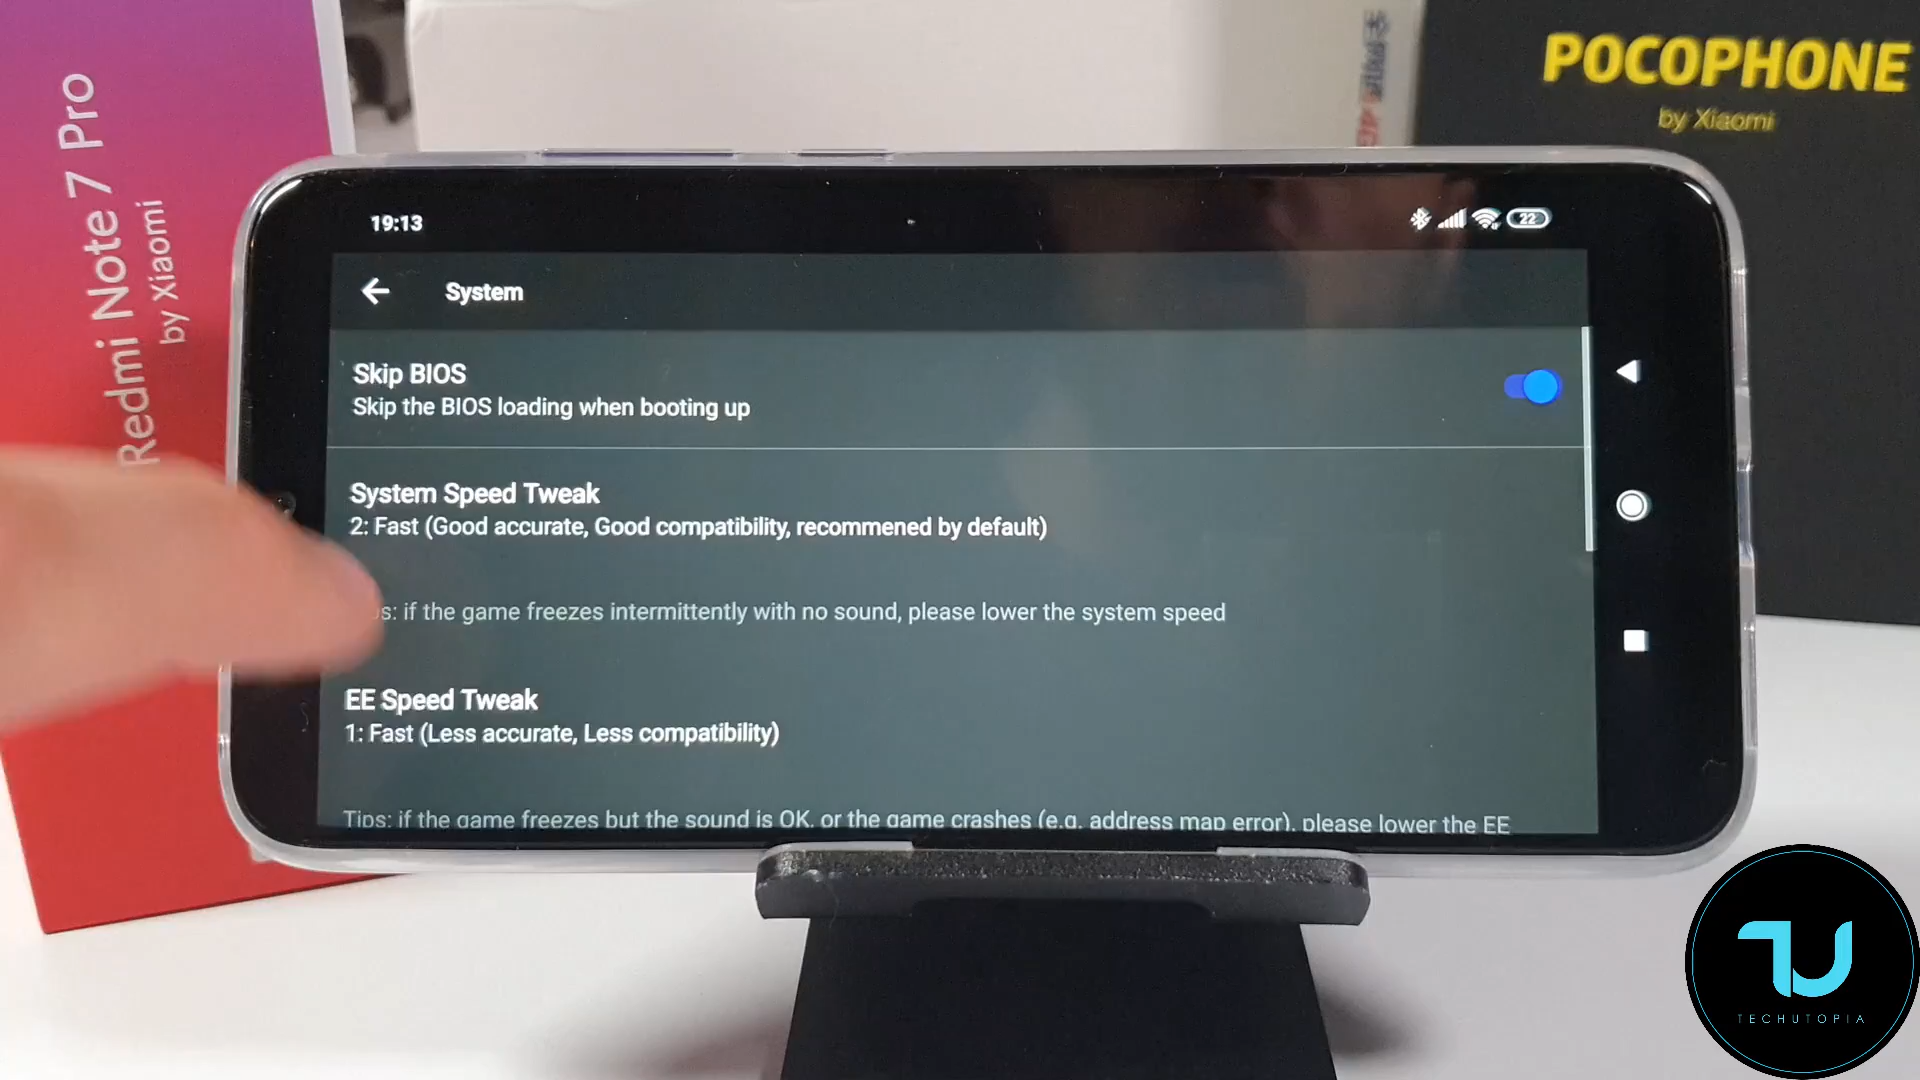 Redmi Note 7 Pro
by Xiaomi
POCOPHONE
by Xiaomi
19:13
22
System
Skip BIOS
Skip the BIOS loading when booting up
System Speed Tweak
2: Fast (Good accurate, Good compatibility, recommened by default)
if the game freezes intermittently with no sound, please lower the system speed
EE Speed Tweak
1: Fast (Less accurate, Less compatibility)
Tips: if the game freezes but the sound is OK, or the game crashes (e.g. address map error), please lower the EE
TU
TECHUTOPIA